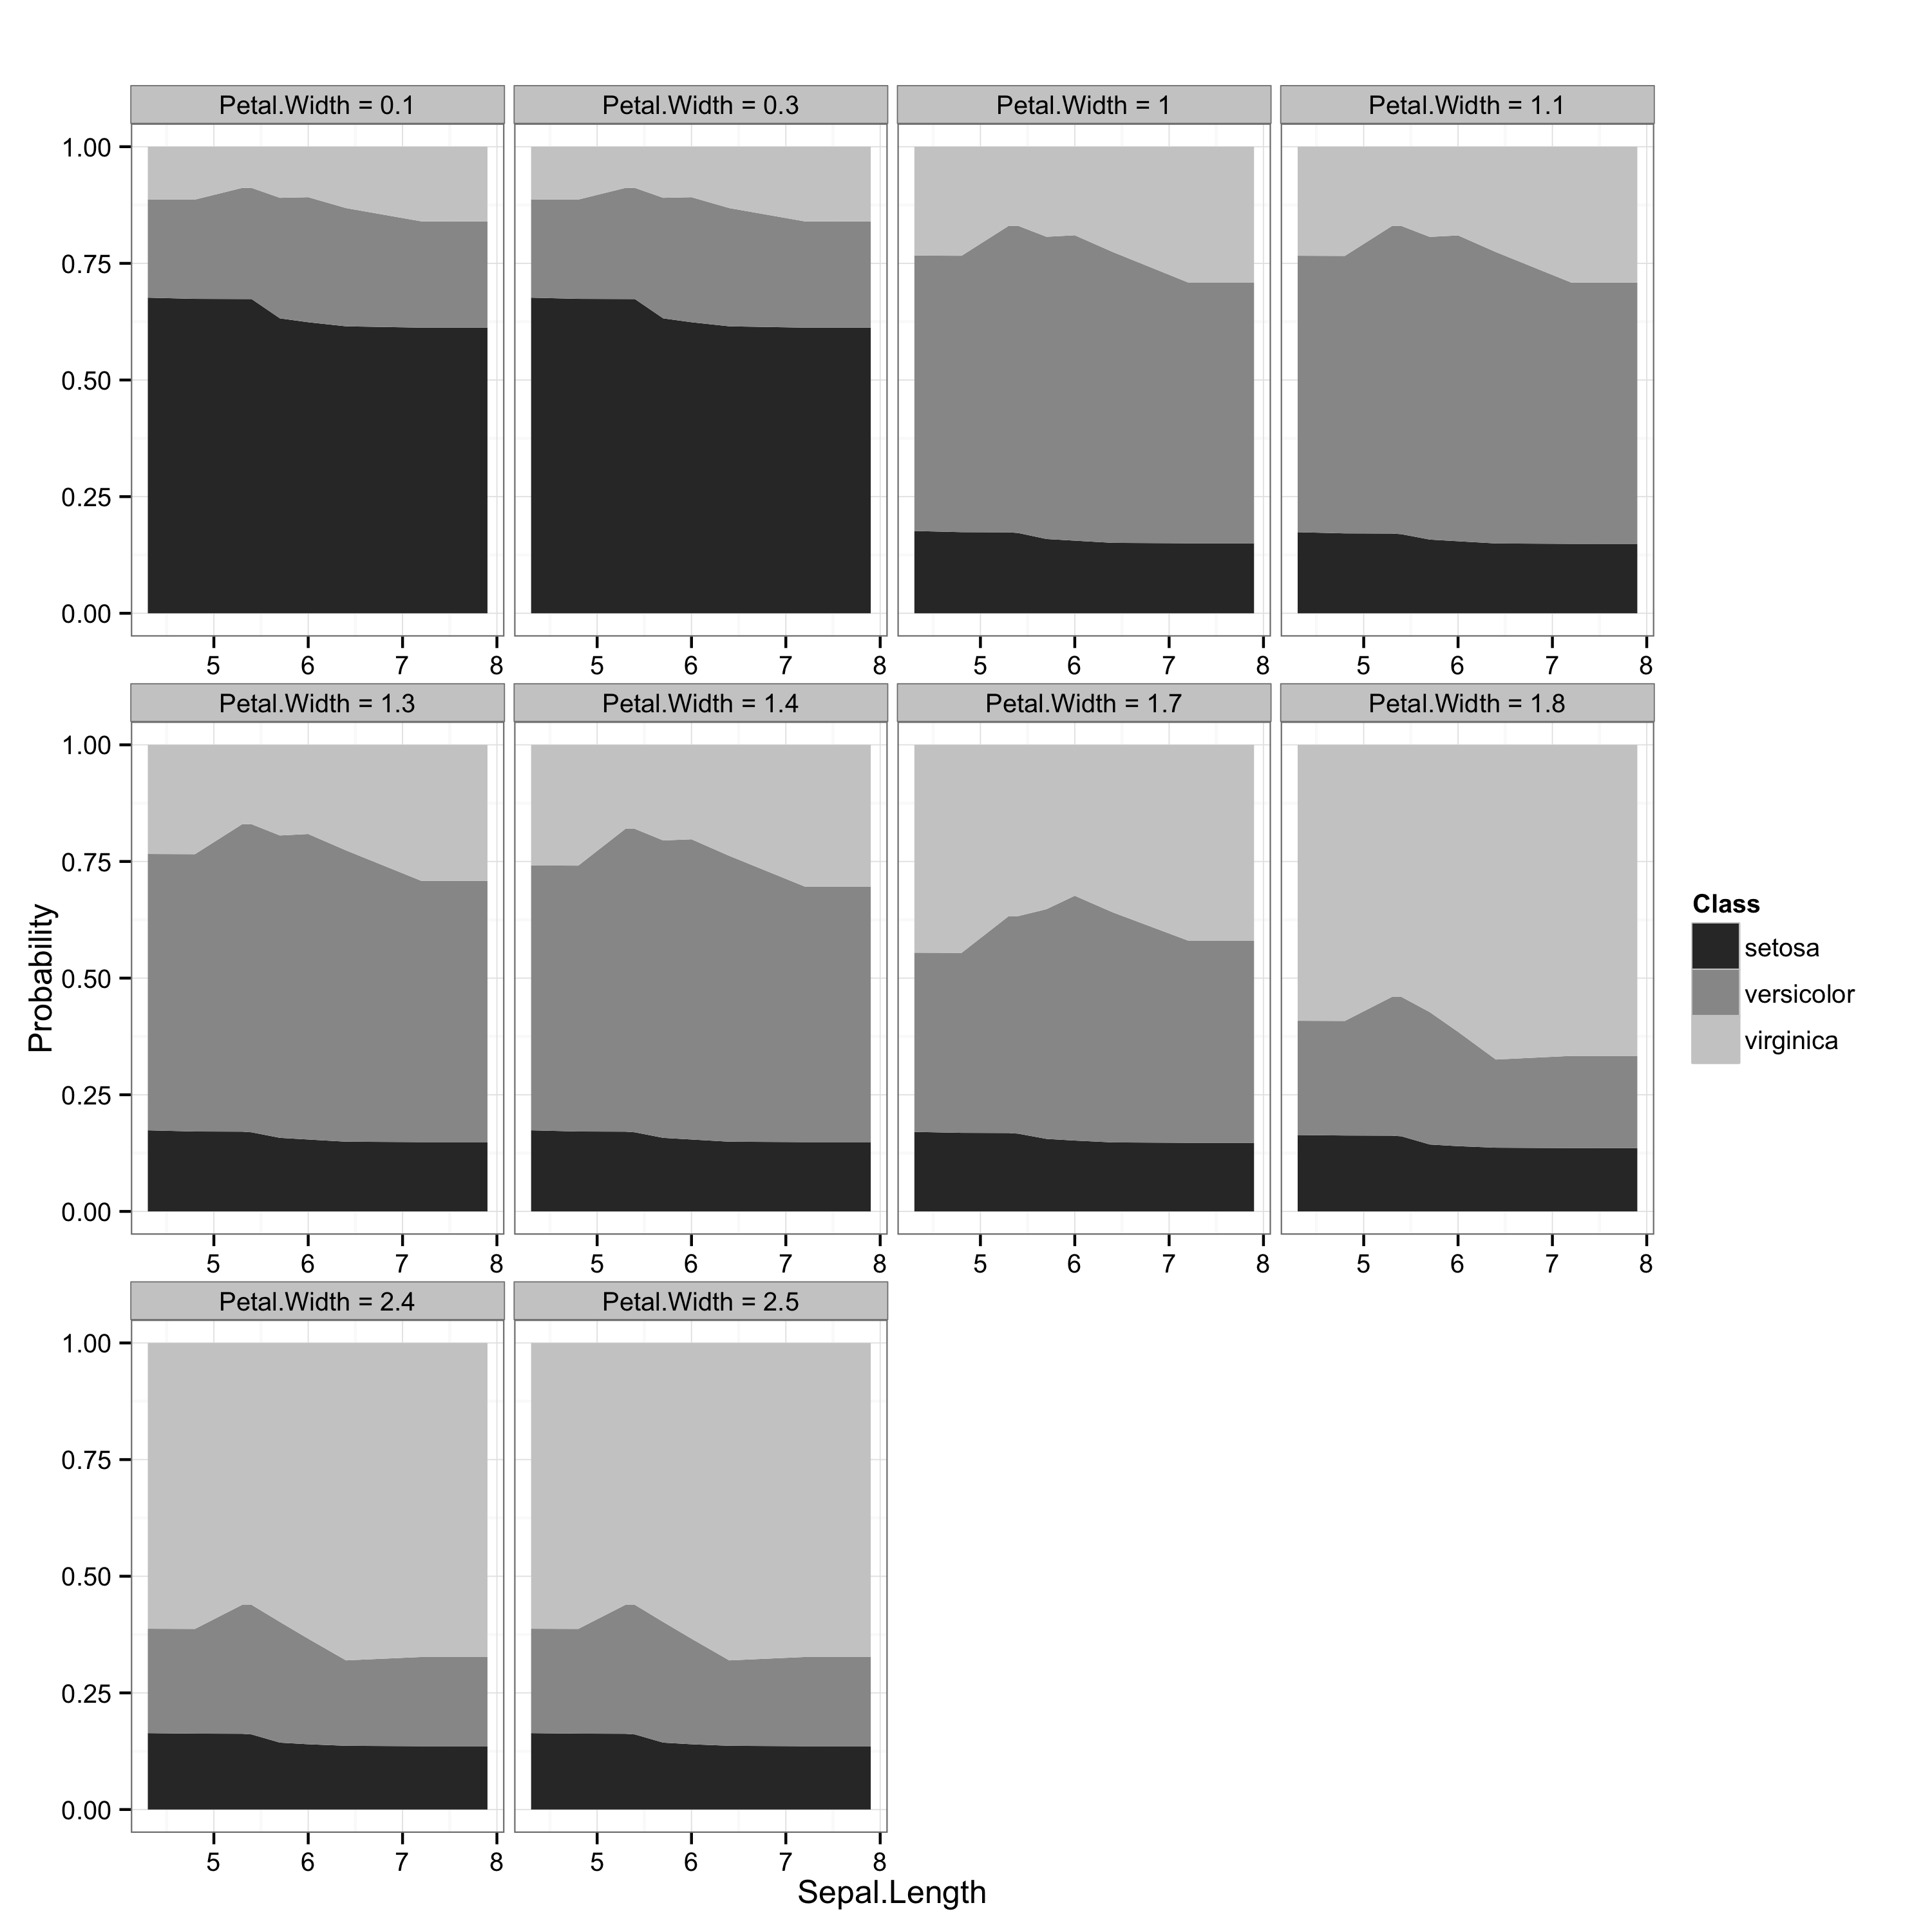 Petal.Width = 0.1
Petal.Width = 0.3
Petal.Width = 1
Petal.Width = 1.1
1.00
0.75
0.50
0.25
0.00
5 6 7 8
5 6 7 8
5 6 7 8
5 6 7 8
Petal.Width = 1.3
Petal.Width = 1.4
Petal.Width = 1.7
Petal.Width = 1.8
1.00
0.75
0.50
0.25
0.00
5 6 7 8
5 6 7 8
5 6 7 8
5 6 7 8
Petal.Width = 2.4
Petal.Width = 2.5
1.00
0.75
0.50
0.25
0.00
5 6 7 8
5 6 7 8
Sepal.Length
Probability
Class
setosa
versicolor
virginica